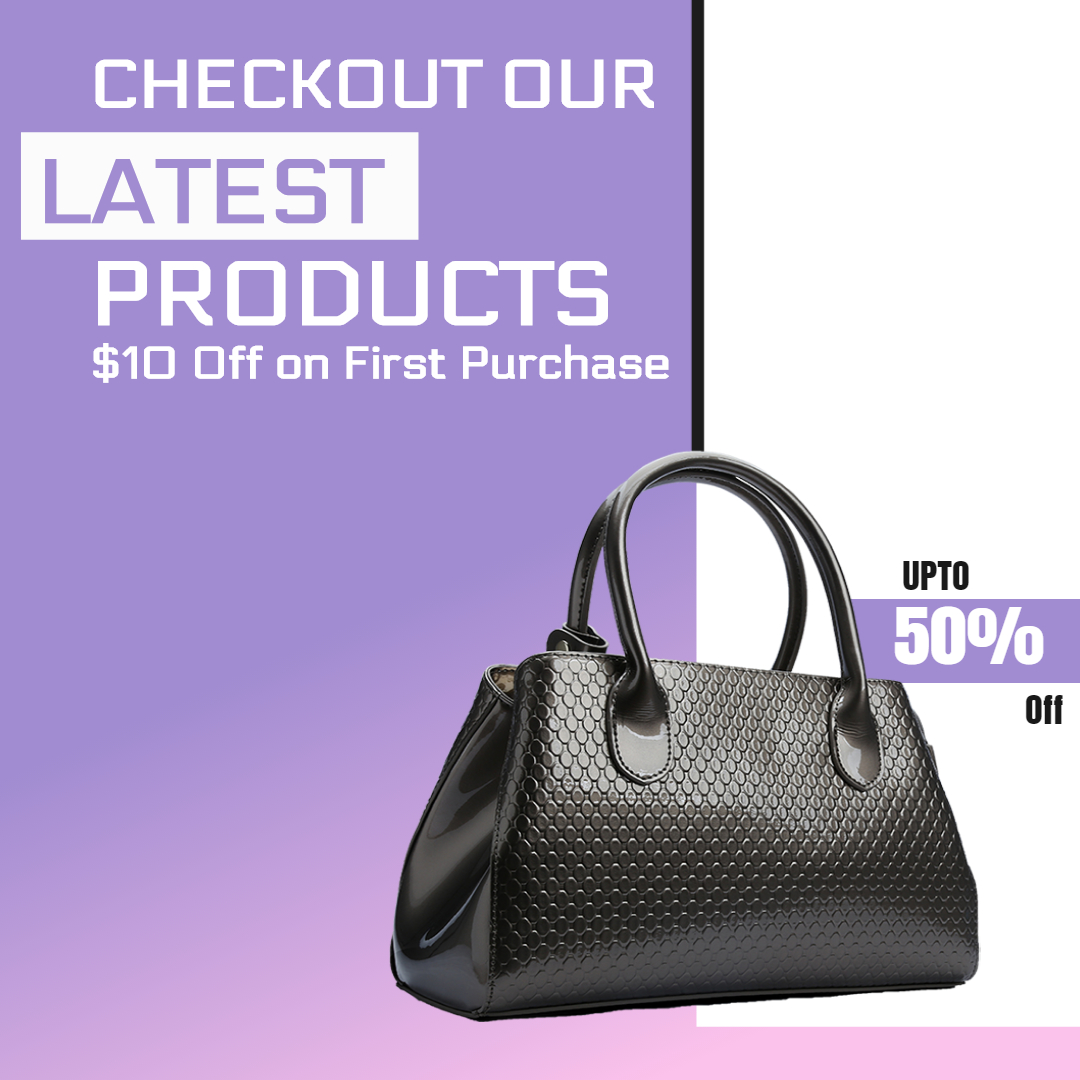 CHECKOUT OUR
LATEST
PRODUCTS
$10 Off on First Purchase
UPTO
50%
Off